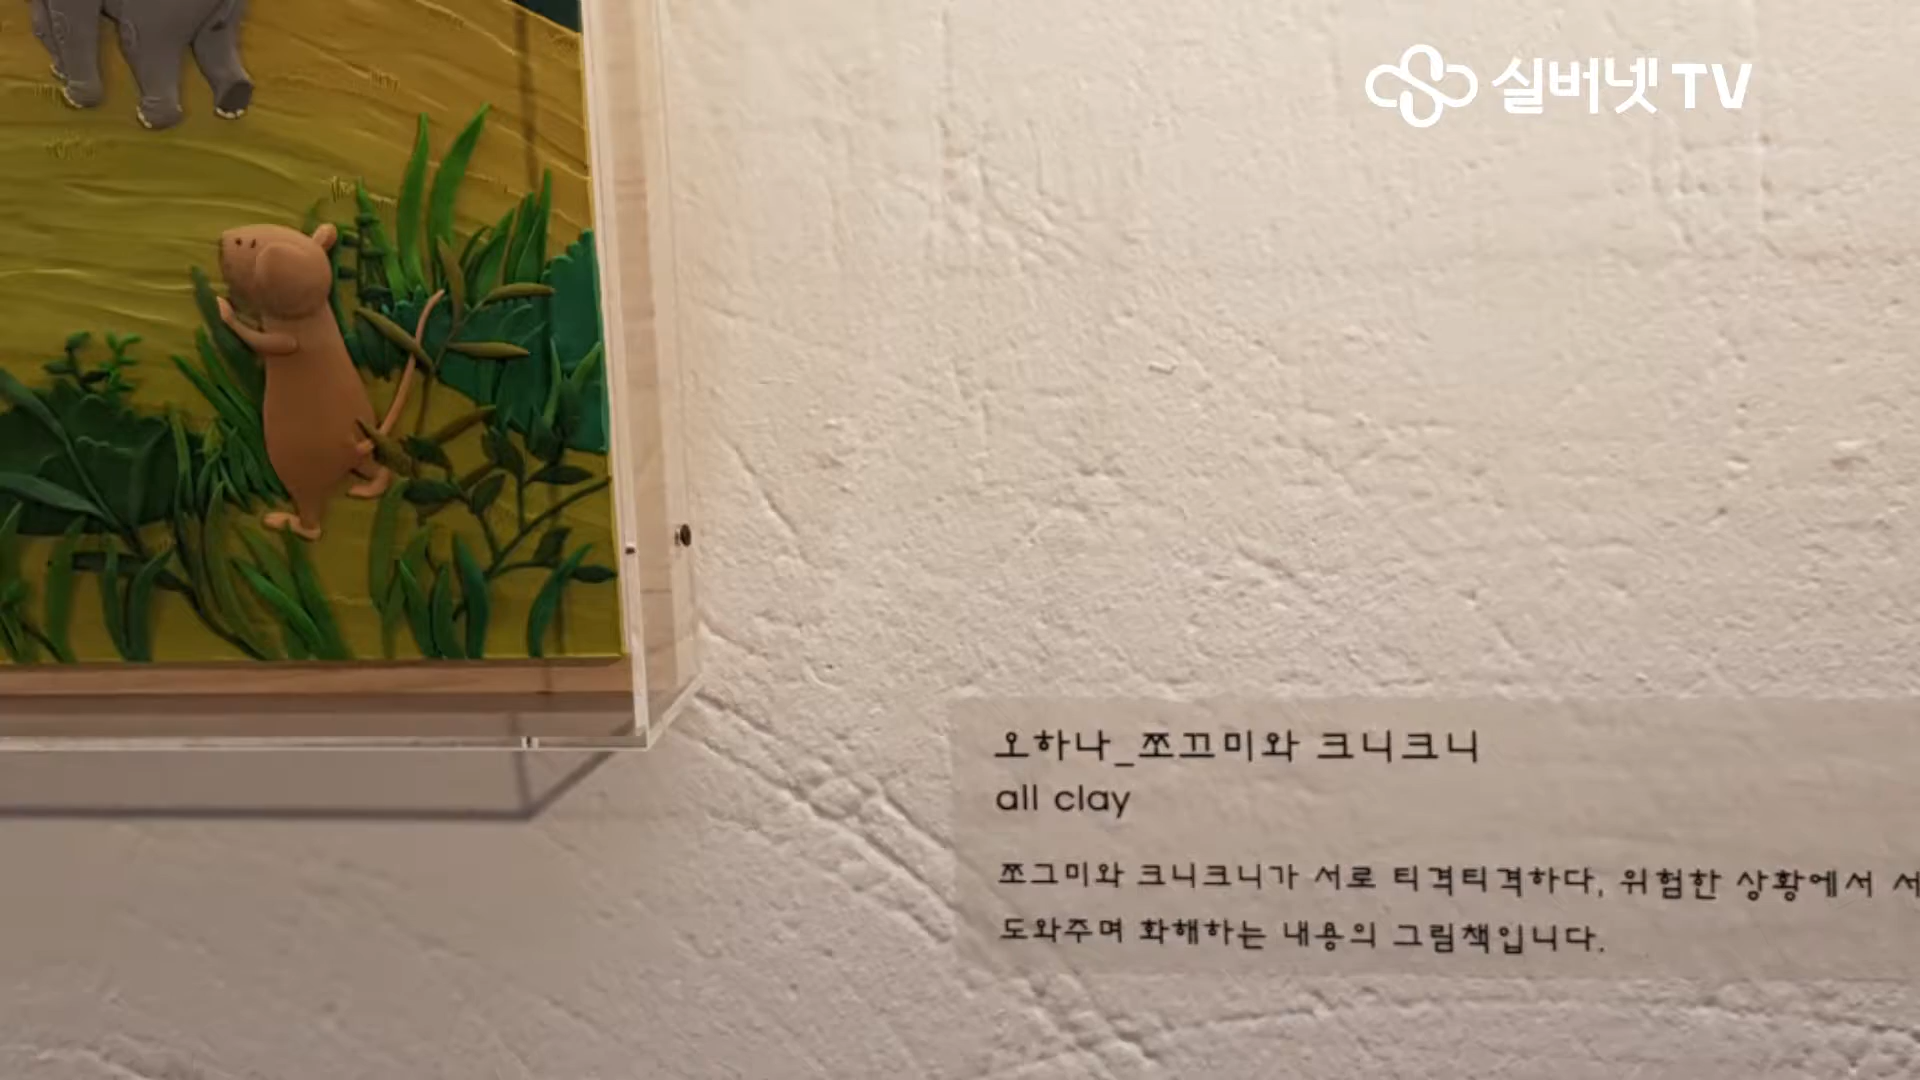 실버넷 TV
오하나_쪼끄미와 크니크니
all clay
쪼그미와 크니크니가 서로 티격티격하다, 위험한 상황에서 서
도와주며 화해하는 내용의 그림책입니다.